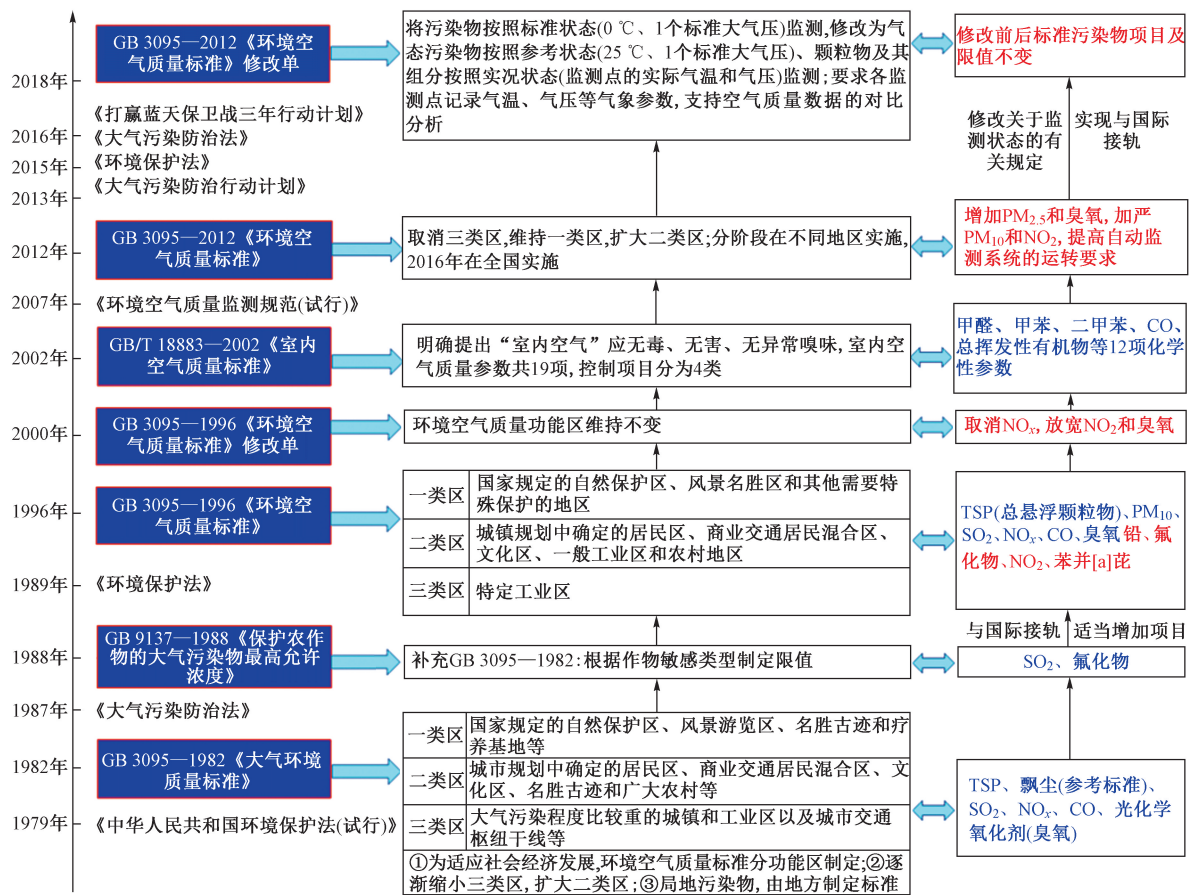 GB 3095—2012《环境空
气质量标准》修改单
将污染物按照标准状态(0 ℃、1个标准大气压)监测,修改为气
态污染物按照参考状态(25 ℃、1个标准大气压)、颗粒物及其
组分按照实况状态(监测点的实际气温和气压)监测;要求各监
测点记录气温、气压等气象参数,支持空气质量数据的对比
分析
修改前后标准污染物项目及
限值不变
2018年
《打赢蓝天保卫战三年行动计划》
2016年
《大气污染防治法》
2015年
《环境保护法》
《大气污染防治行动计划》
2013年
修改关于监
测状态的有
关规定
实现与国际
接轨
GB 3095—2012《环境空
气质量标准》
2012年
取消三类区,维持一类区,扩大二类区;分阶段在不同地区实施,
2016年在全国实施
增加PM2.5和臭氧,加严
PM10和NO2,提高自动监
测系统的运转要求
2007年
《环境空气质量监测规范(试行)》
GB/T 18883—2002《室内
空气质量标准》
2002年
明确提出“室内空气”应无毒、无害、无异常嗅味,室内空
气质量参数共19项,控制项目分为4类
甲醛、甲苯、二甲苯、CO、
总挥发性有机物等12项化学
性参数
GB 3095—1996《环境空
气质量标准》修改单
2000年
环境空气质量功能区维持不变
取消NOx,放宽NO2和臭氧
GB 3095—1996《环境空
气质量标准》
1996年
一类区
国家规定的自然保护区、风景名胜区和其他需要特
殊保护的地区
二类区
城镇规划中确定的居民区、商业交通居民混合区、
文化区、一般工业区和农村地区
三类区
特定工业区
TSP(总悬浮颗粒物)、PM10、
SO2、NOx、CO、臭氧铅、氟
化物、NO2、苯并[a]芘
1989年
《环境保护法》
与国际接轨
适当增加项目
GB 9137—1988《保护农作
物的大气污染物最高允许
浓度》
1988年
补充GB 3095—1982:根据作物敏感类型制定限值
SO2、氟化物
1987年
《大气污染防治法》
GB 3095—1982《大气环境
质量标准》
1982年
一类区
国家规定的自然保护区、风景游览区、名胜古迹和疗
养基地等
二类区
城市规划中确定的居民区、商业交通居民混合区、文
化区、名胜古迹和广大农村等
三类区
大气污染程度比较重的城镇和工业区以及城市交通
枢纽干线等
①为适应社会经济发展,环境空气质量标准分功能区制定;②逐
渐缩小三类区,扩大二类区;③局地污染物,由地方制定标准
TSP、飘尘(参考标准)、
SO2、NOx、CO、光化学
氧化剂(臭氧)
1979年
《中华人民共和国环境保护法(试行)》